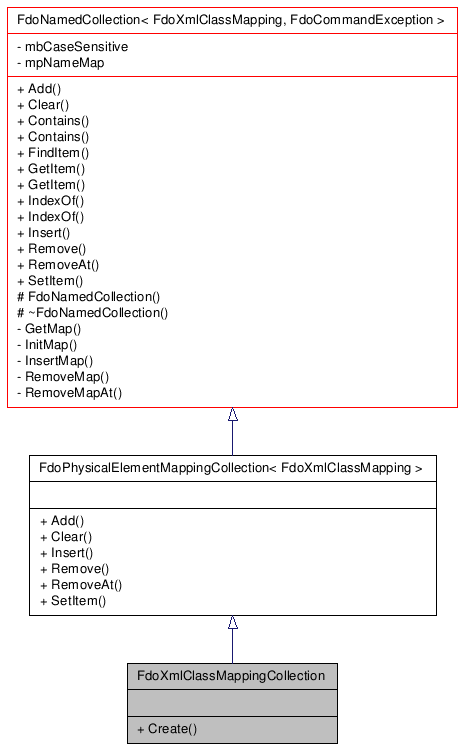 FdoNamedCollection< FdoXmlClassMapping, FdoCommandException >
- mbCaseSensitive
- mpNameMap
+ Add()
+ Clear()
+ Contains()
+ Contains()
+ FindItem()
+ GetItem()
+ GetItem()
+ IndexOf()
+ IndexOf()
+ Insert()
+ Remove()
+ RemoveAt()
+ SetItem()
# FdoNamedCollection()
# ~FdoNamedCollection()
- GetMap()
- InitMap()
- InsertMap()
- RemoveMap()
- RemoveMapAt()
FdoPhysicalElementMappingCollection< FdoXmlClassMapping >
+ Add()
+ Clear()
+ Insert()
+ Remove()
+ RemoveAt()
+ SetItem()
FdoXmlClassMappingCollection
+ Create()